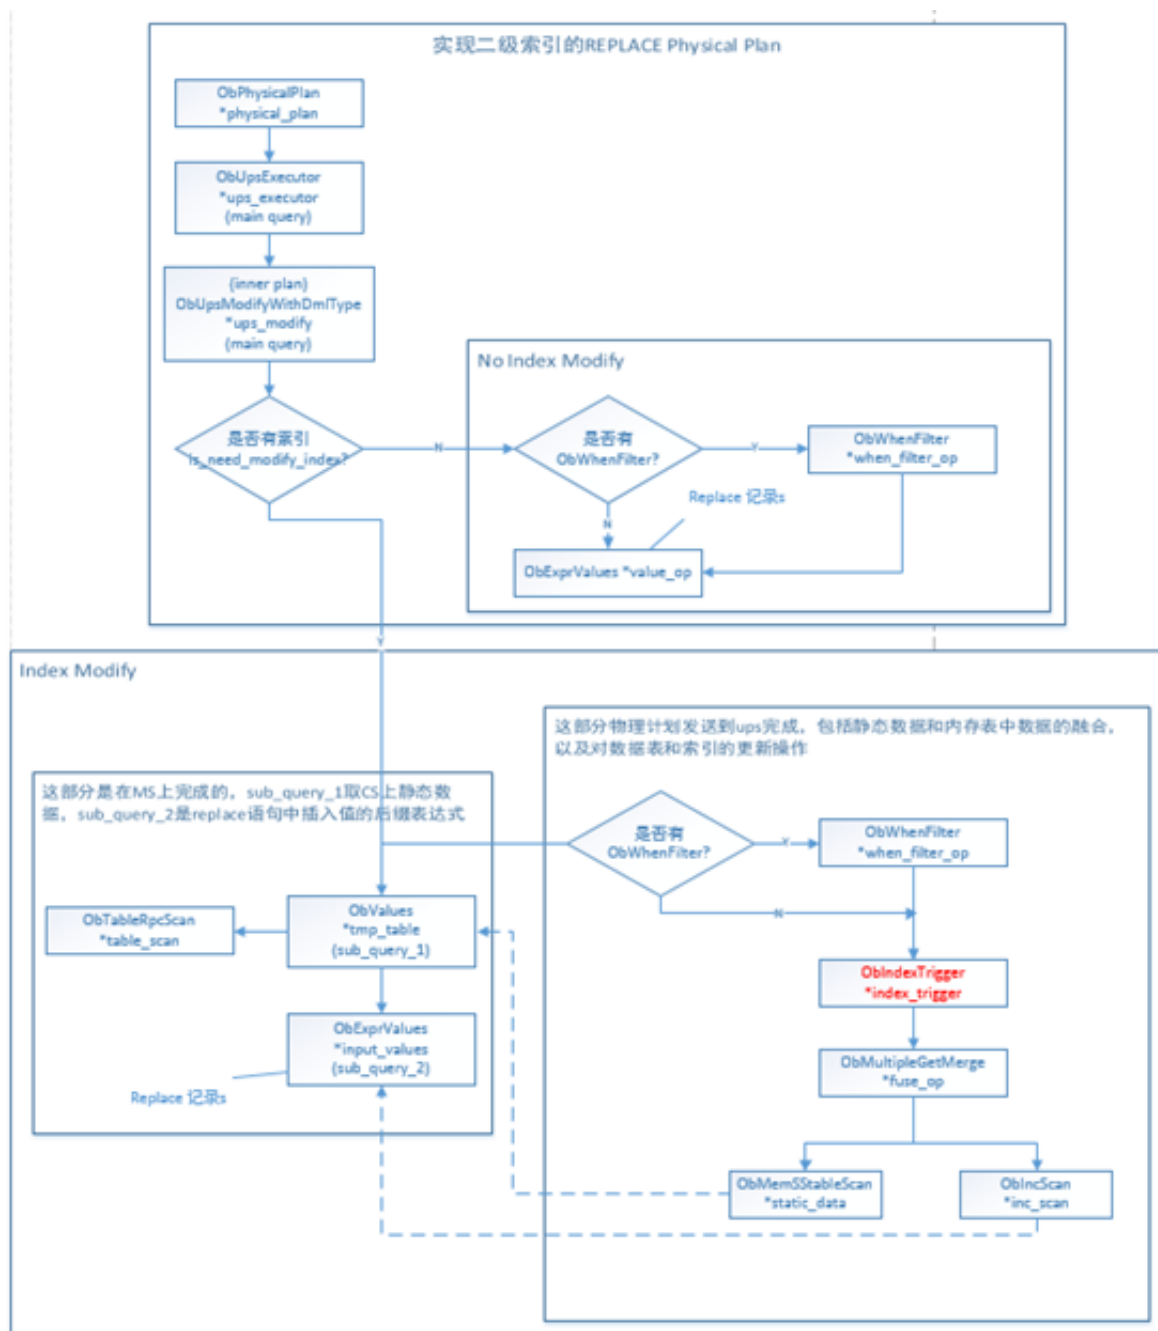 实现二级索引的REPLACE Physical Plan
ObPhysicalPlan
*physical_plan
ObUpsExecutor
*ups_executor
(main query)
(inner plan)
ObUpsModifyWithDmlType
*ups_modify
(main query)
是否有索引
is_need_modify_index?
N
No Index Modify
是否有
ObWhenFilter?
Y
ObWhenFilter
*when_filter_op
Replace 记录s
N
ObExprValues *value_op
Y
Index Modify
这部分是在MS上完成的，sub_query_1取CS上静态数
据，sub_query_2是replace语句中插入值的后缀表达式
ObTableRpcScan
*table_scan
ObValues
*tmp_table
(sub_query_1)
ObExprValues
*input_values
(sub_query_2)
Replace 记录s
这部分物理计划发送到ups完成，包括静态数据和内存表中数据的融合，
以及对数据表和索引的更新操作
是否有
ObWhenFilter?
Y
ObWhenFilter
*when_filter_op
N
ObIndexTrigger
*index_trigger
ObMultipleGetMerge
*fuse_op
ObMemSStableScan
*static_data
ObIncScan
*inc_scan